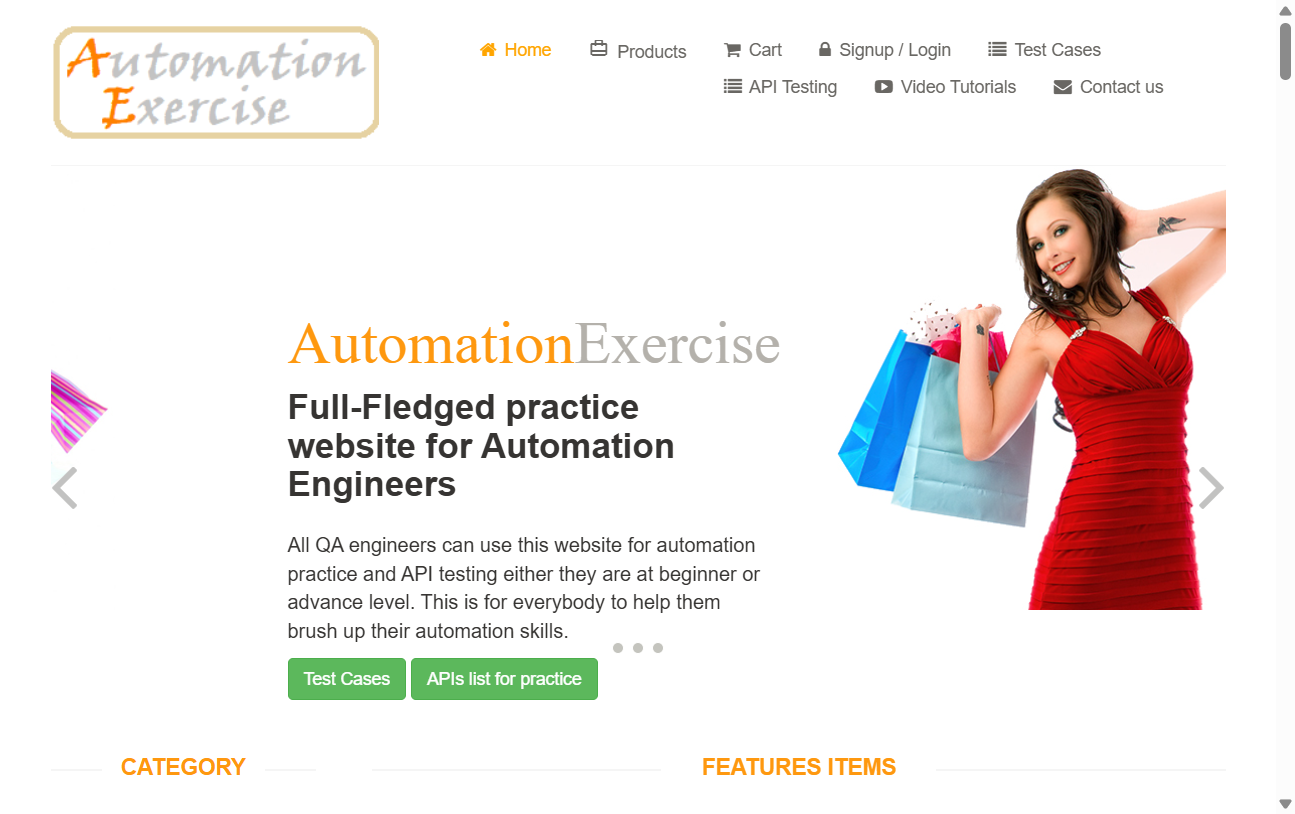 Automation
Exercise
Home
Products
Cart
Signup / Login
Test Cases
API Testing
Video Tutorials
Contact us
AutomationExercise
Full-Fledged practice
website for Automation
Engineers
All QA engineers can use this website for automation
practice and API testing either they are at beginner or
advance level. This is for everybody to help them
brush up their automation skills.
Test Cases
APIs list for practice
CATEGORY
FEATURES ITEMS